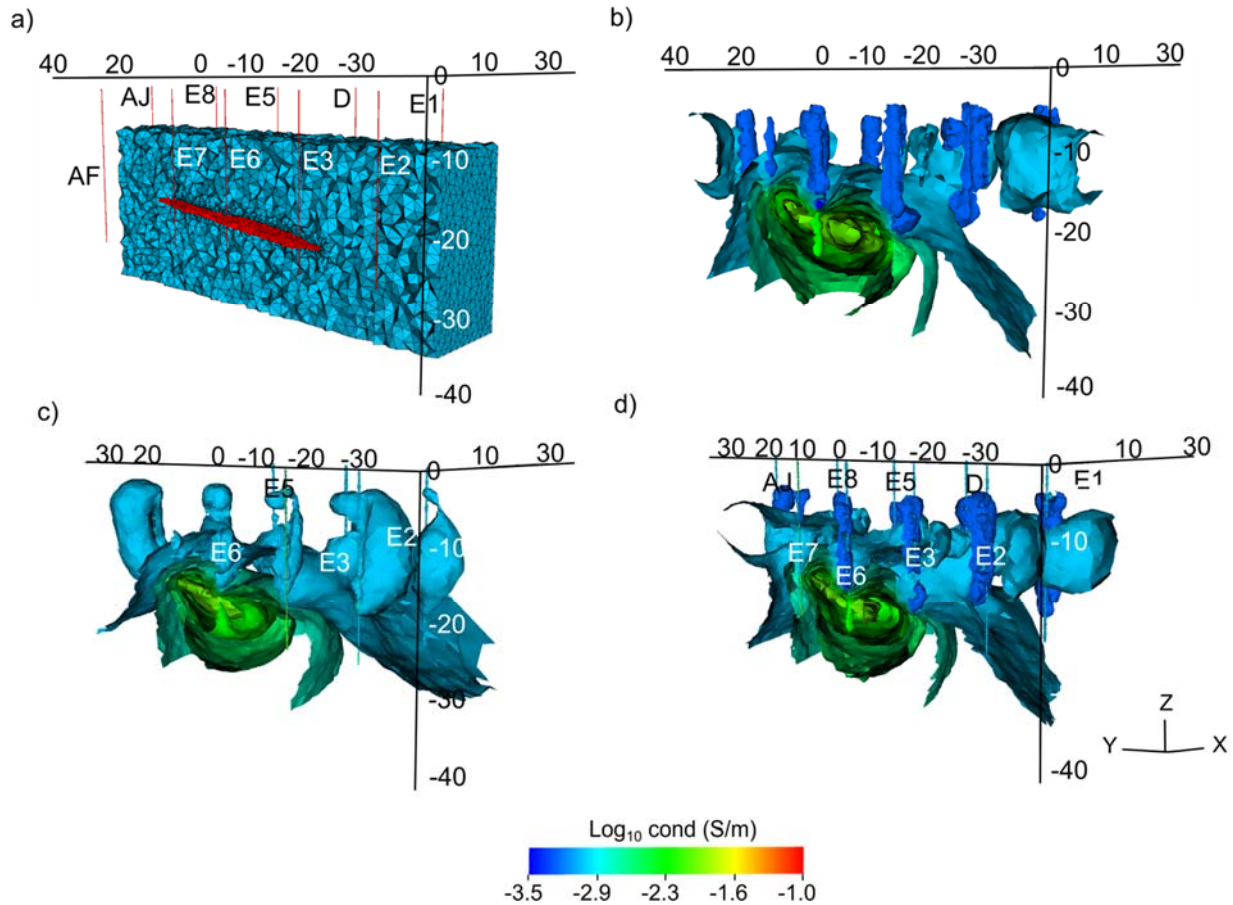 a)
40 20 0 -10 -20 -30 0 10 30
AJ E8 E5 D E1
E7 E6 E3 E2 -10
AF
-20
-30
-40
b)
40 20 0 -10 -20 -30 0 10 30
-10
-20
-30
-40
c)
30 20 0 -10 -20 -30 0 10 30
E5
E2
E6 E3 -10
-20
-30
-40
d)
30 20 10 0 -10 -20 -30 0 10 30
AJ E8 E5 D E1
E7 E3 E2 -10
E6
-20
-30
-40
Z
Y X
Log₁₀ cond (S/m)
-3.5 -2.9 -2.3 -1.6 -1.0